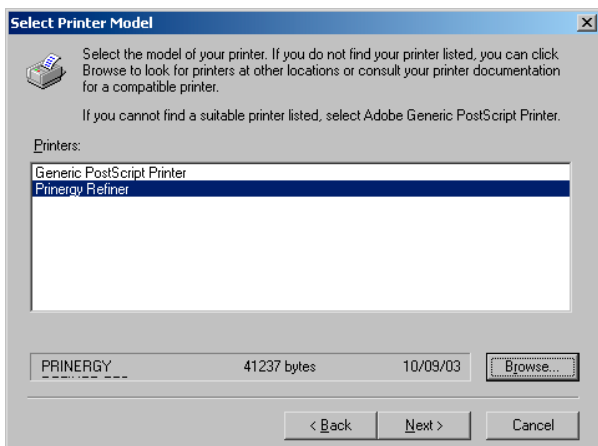 Select Printer Model
Select the model of your printer. If you do not find your printer listed, you can click
Browse to look for printers at other locations or consult your printer documentation
for a compatible printer.
If you cannot find a suitable printer listed, select Adobe Generic PostScript Printer.
Printers:
Generic PostScript Printer
Prinergy Refiner
PRINERGY 41237 bytes 10/09/03 Browse...
< Back Next > Cancel